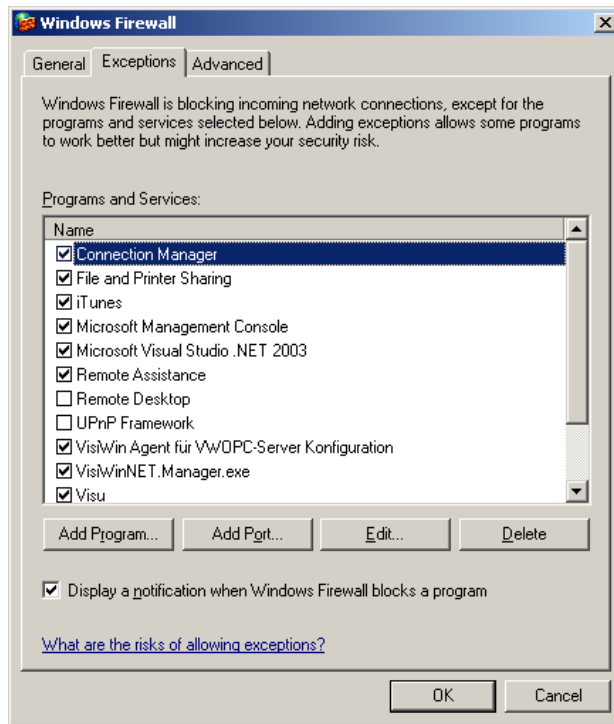 Windows Firewall
General Exceptions Advanced
Windows Firewall is blocking incoming network connections, except for the
programs and services selected below. Adding exceptions allows some programs
to work better but might increase your security risk.
Programs and Services:
Name
Connection Manager
File and Printer Sharing
iTunes
Microsoft Management Console
Microsoft Visual Studio .NET 2003
Remote Assistance
Remote Desktop
UPnP Framework
VisiWin Agent für VWOPC-Server Konfiguration
VisiWinNET.Manager.exe
Visu
Add Program... Add Port... Edit... Delete
Display a notification when Windows Firewall blocks a program
What are the risks of allowing exceptions?
OK Cancel